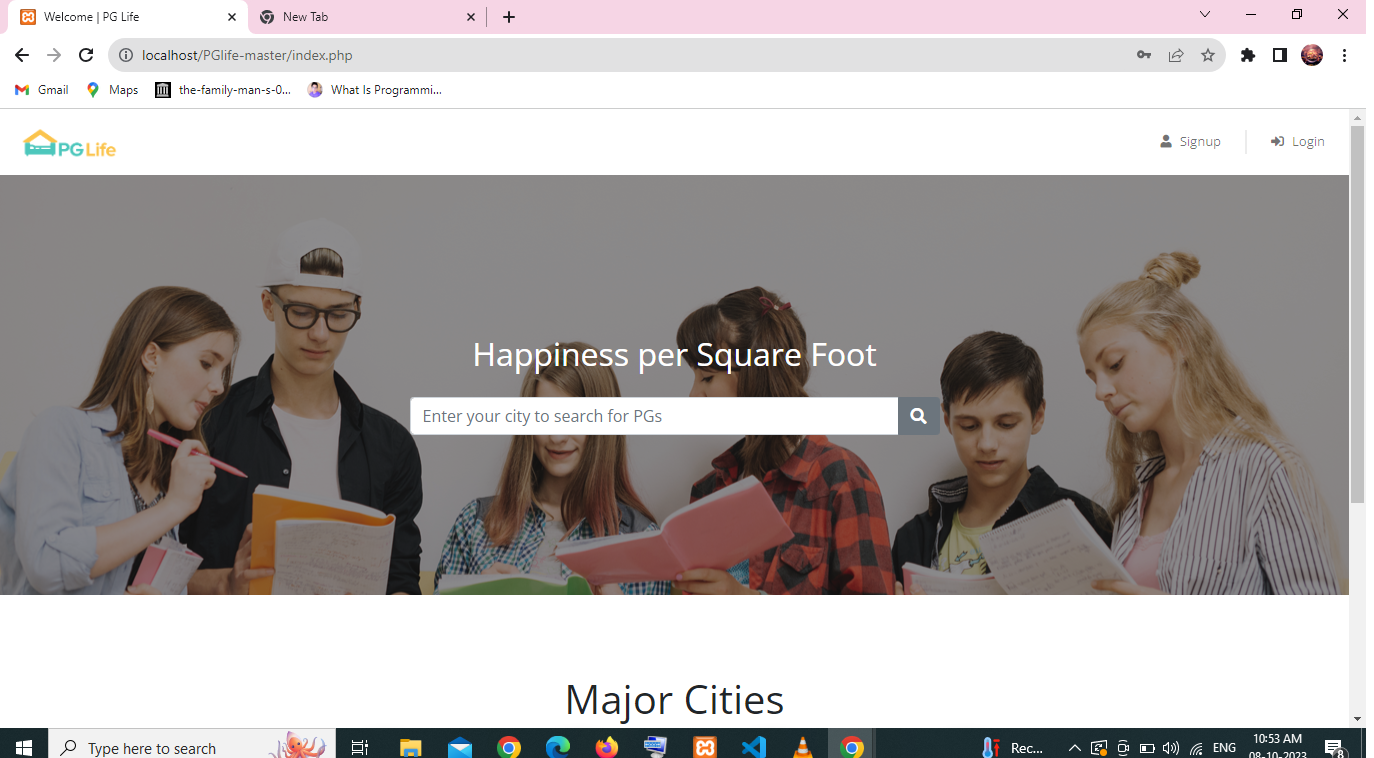 Welcome | PG Life
New Tab
localhost/PGlife-master/index.php
Gmail
Maps
the-family-man-s-0...
What Is Programmi...
PG Life
Signup
Login
Happiness per Square Foot
Enter your city to search for PGs
Major Cities
Type here to search
Rec...
ENG
10:53 AM
08-10-2023
8